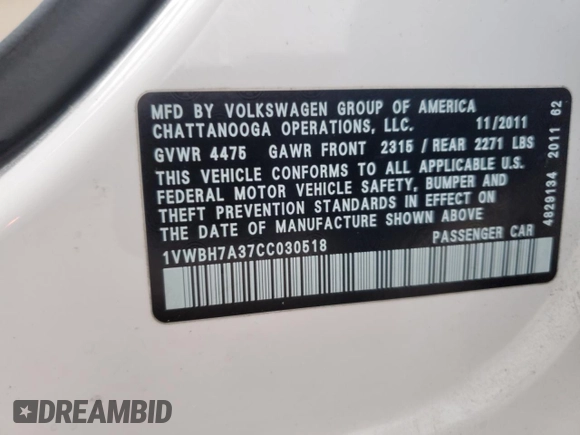 MFD BY VOLKSWAGEN GROUP OF AMERICA
CHATTANOOGA OPERATIONS, LLC. 11/2011
GVWR 4475 GAWR FRONT 2315 / REAR 2271 LBS
THIS VEHICLE CONFORMS TO ALL APPLICABLE U.S.
FEDERAL MOTOR VEHICLE SAFETY, BUMPER AND
THEFT PREVENTION STANDARDS IN EFFECT ON
THE DATE OF MANUFACTURE SHOWN ABOVE
1VWBH7A37CC030518 PASSENGER CAR
4829134 2011 62
DREAMBID